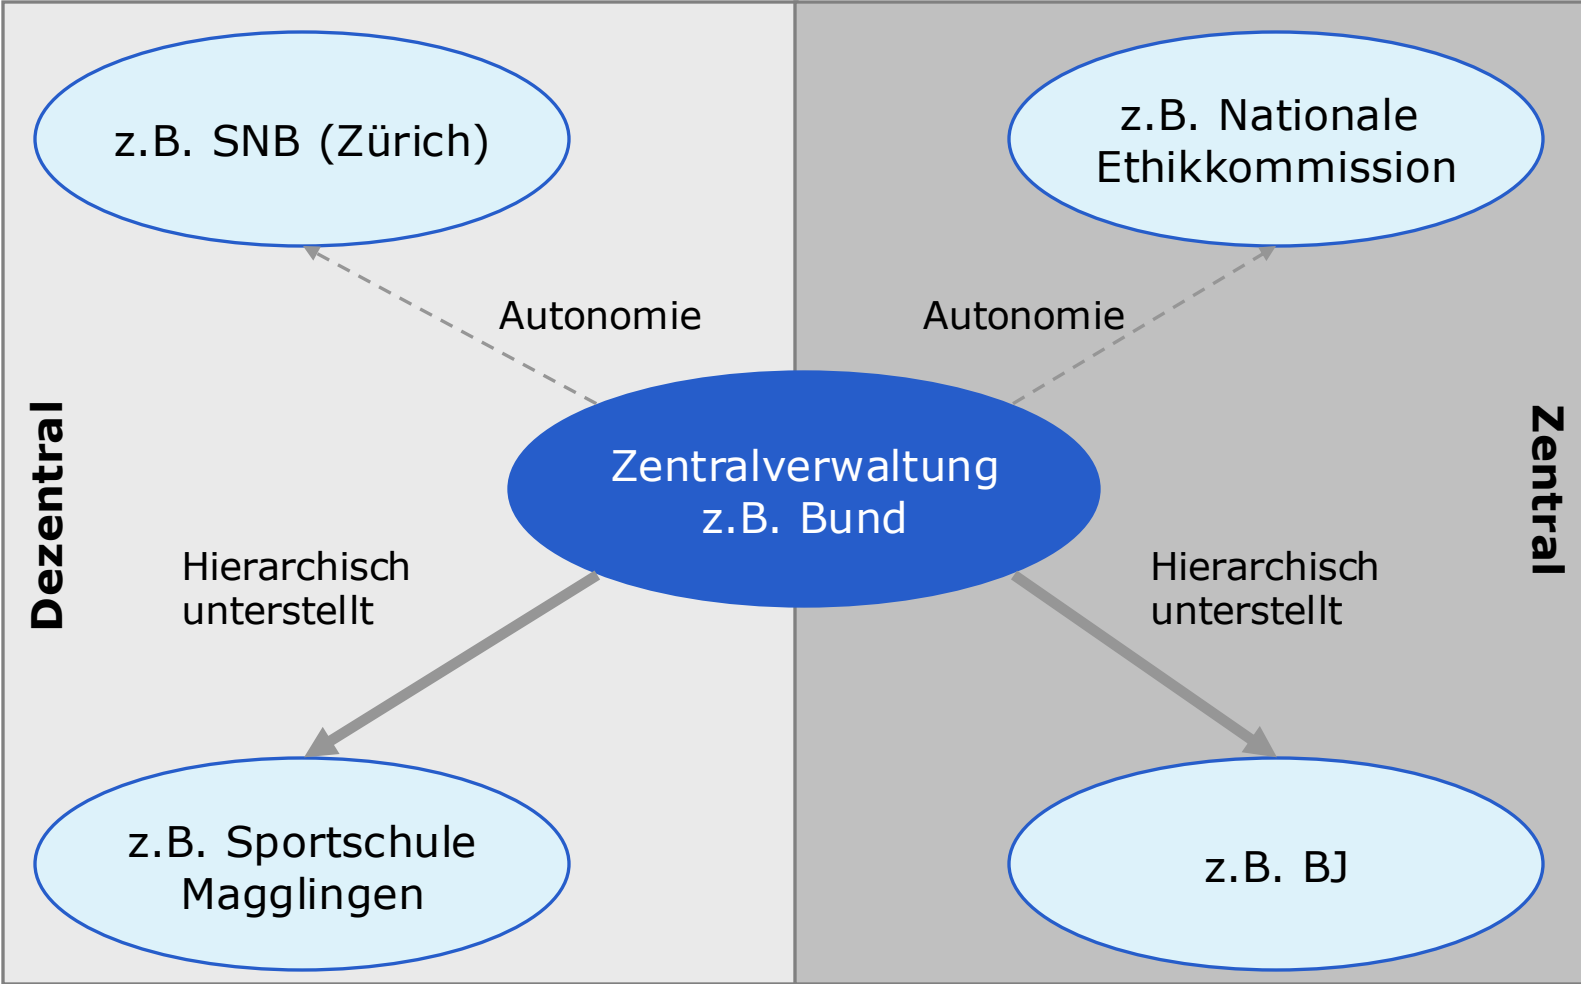 z.B. SNB (Zürich)
z.B. Nationale
Ethikkommission
Autonomie
Autonomie
Dezentral
Zentralverwaltung
z.B. Bund
Zentral
Hierarchisch
unterstellt
Hierarchisch
unterstellt
z.B. Sportschule
Magglingen
z.B. BJ